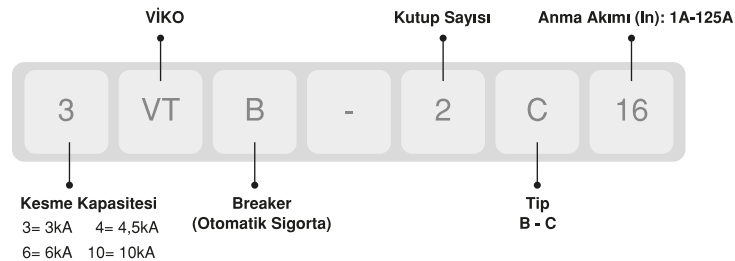 VİKO
Kutup Sayısı
Anma Akımı (In): 1A-125A
3 VT B - 2 C 16
Kesme Kapasitesi
3= 3kA 4= 4,5kA
6= 6kA 10= 10kA
Breaker
(Otomatik Sigorta)
Tip
B - C